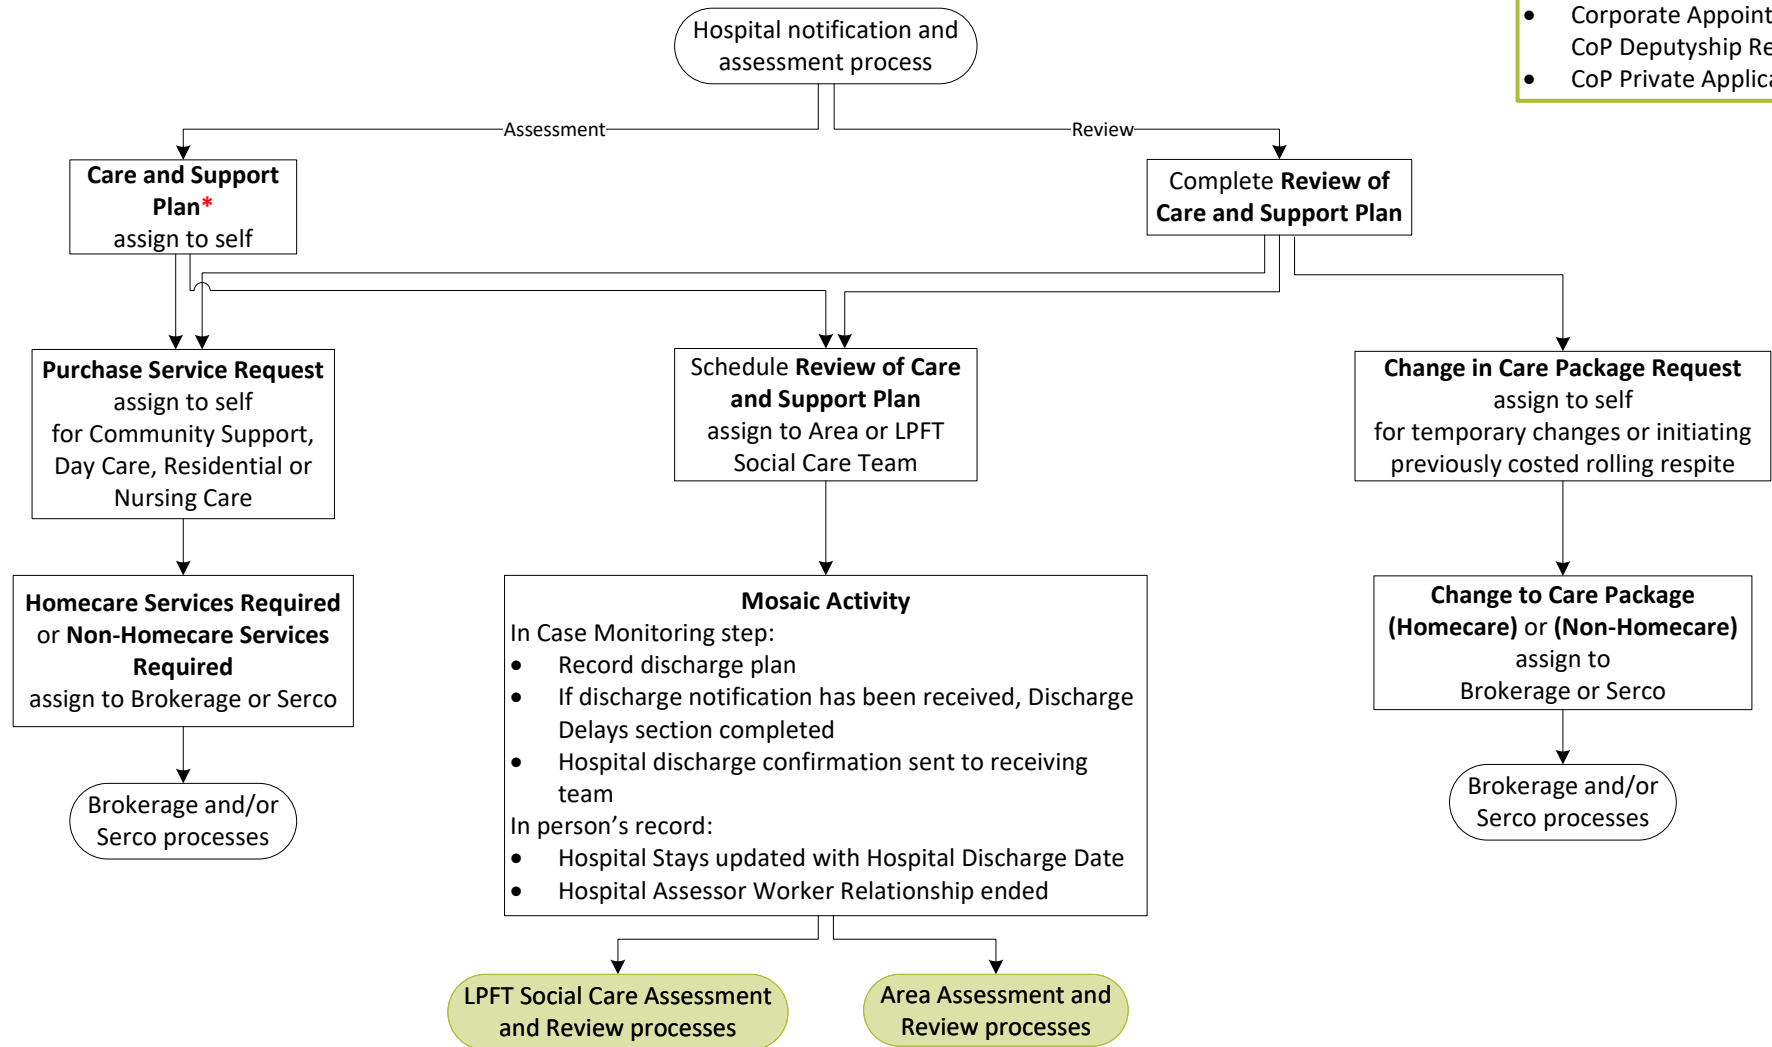 Hospital notification and
assessment process
• Corporate Appoint
CoP Deputyship Re
• CoP Private Applica
Assessment
Review
Care and Support
Plan*
assign to self
Complete Review of
Care and Support Plan
Purchase Service Request
assign to self
for Community Support,
Day Care, Residential or
Nursing Care
Schedule Review of Care
and Support Plan
assign to Area or LPFT
Social Care Team
Change in Care Package Request
assign to self
for temporary changes or initiating
previously costed rolling respite
Homecare Services Required
or Non-Homecare Services
Required
assign to Brokerage or Serco
Mosaic Activity
In Case Monitoring step:
• Record discharge plan
• If discharge notification has been received, Discharge
Delays section completed
• Hospital discharge confirmation sent to receiving
team
In person’s record:
• Hospital Stays updated with Hospital Discharge Date
• Hospital Assessor Worker Relationship ended
Change to Care Package
(Homecare) or (Non-Homecare)
assign to
Brokerage or Serco
Brokerage and/or
Serco processes
Brokerage and/or
Serco processes
LPFT Social Care Assessment
and Review processes
Area Assessment and
Review processes